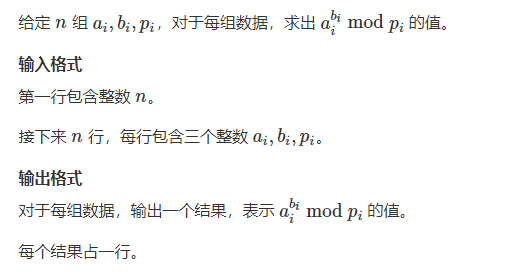 给定 n 组 a_i, b_i, p_i，对于每组数据，求出 a_i^{b_i} mod p_i 的值。
输入格式
第一行包含整数 n。
接下来 n 行，每行包含三个整数 a_i, b_i, p_i。
输出格式
对于每组数据，输出一个结果，表示 a_i^{b_i} mod p_i 的值。
每个结果占一行。